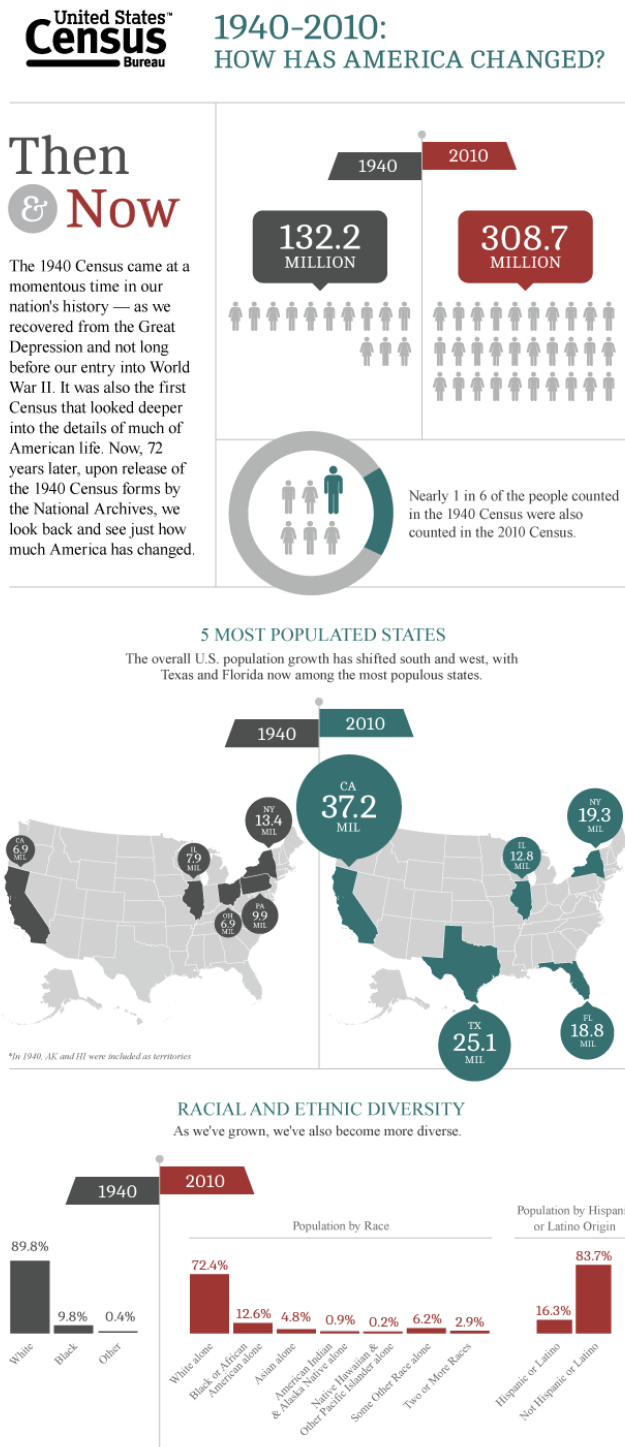 United States™
Census
Bureau
1940-2010:
HOW HAS AMERICA CHANGED?
Then
& Now
The 1940 Census came at a
momentous time in our
nation's history — as we
recovered from the Great
Depression and not long
before our entry into World
War II. It was also the first
Census that looked deeper
into the details of much of
American life. Now, 72
years later, upon release of
the 1940 Census forms by
the National Archives, we
look back and see just how
much America has changed.
1940
2010
132.2
MILLION
308.7
MILLION
Nearly 1 in 6 of the people counted
in the 1940 Census were also
counted in the 2010 Census.
5 MOST POPULATED STATES
The overall U.S. population growth has shifted south and west, with
Texas and Florida now among the most populous states.
1940
2010
CA
6.9
MIL
IL
7.9
MIL
NY
13.4
MIL
OH
6.9
MIL
PA
9.9
MIL
CA
37.2
MIL
IL
12.8
MIL
NY
19.3
MIL
TX
25.1
MIL
FL
18.8
MIL
*In 1940, AK and HI were included as territories
RACIAL AND ETHNIC DIVERSITY
As we've grown, we've also become more diverse.
1940
2010
89.8%
9.8%
0.4%
White
Black
Other
Population by Race
72.4%
12.6%
4.8%
0.9%
0.2%
6.2%
2.9%
White alone
Black or African
American alone
Asian alone
American Indian
& Alaska Native alone
Native Hawaiian &
Other Pacific Islander alone
Some Other Race alone
Two or More Races
Population by Hispani
or Latino Origin
16.3%
83.7%
Hispanic or Latino
Not Hispanic or Latino